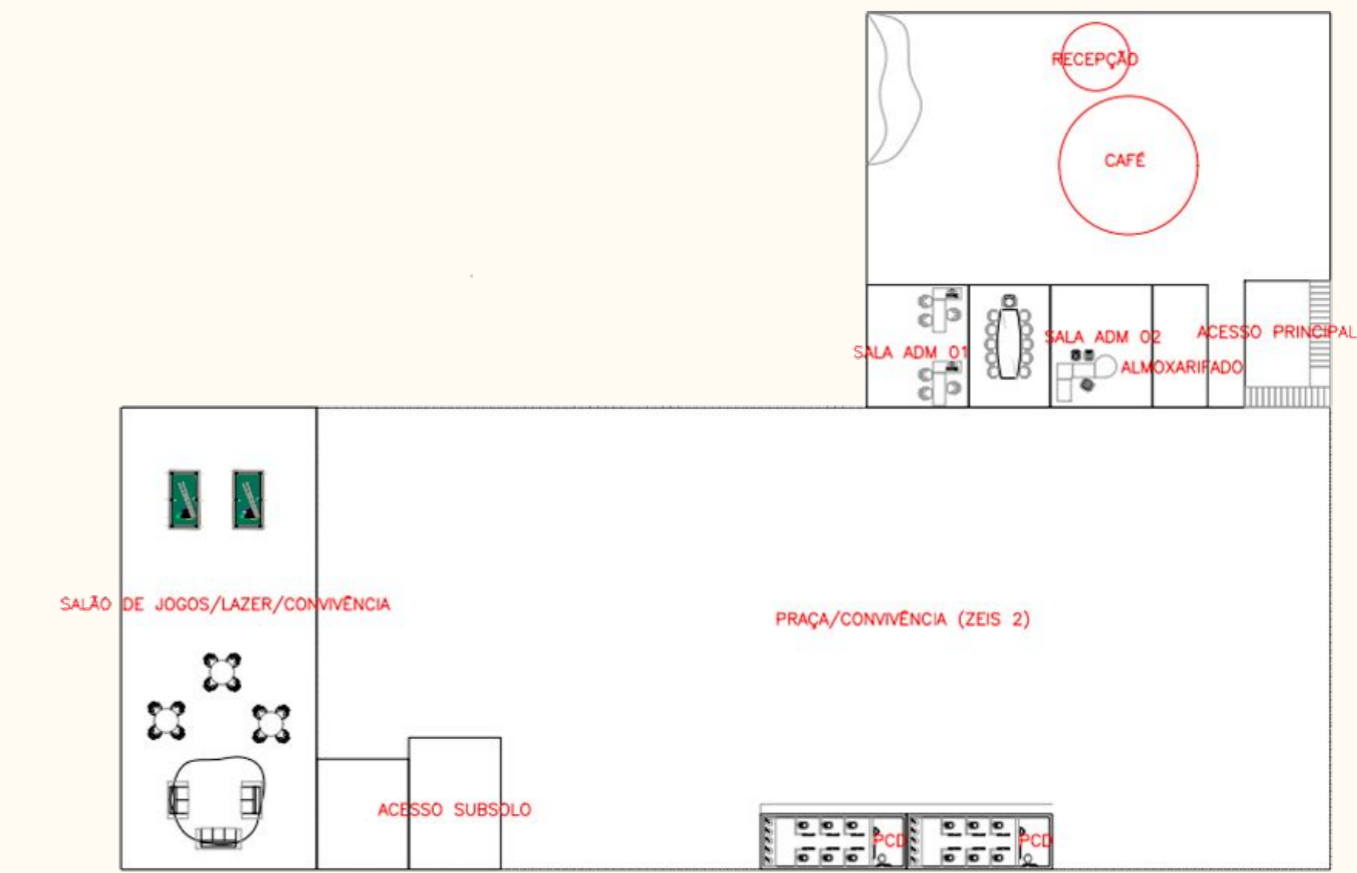 RECEPÇÃO
CAFÉ
ACESSO PRINCIPAL
SALA ADM 02
SALA ADM 01
ALMOXARIFADO
SALÃO DE JOGOS/LAZER/CONVIVÊNCIA
PRAÇA/CONVIVÊNCIA (ZEIS 2)
ACESSO SUBSOLO
PCD
PCD